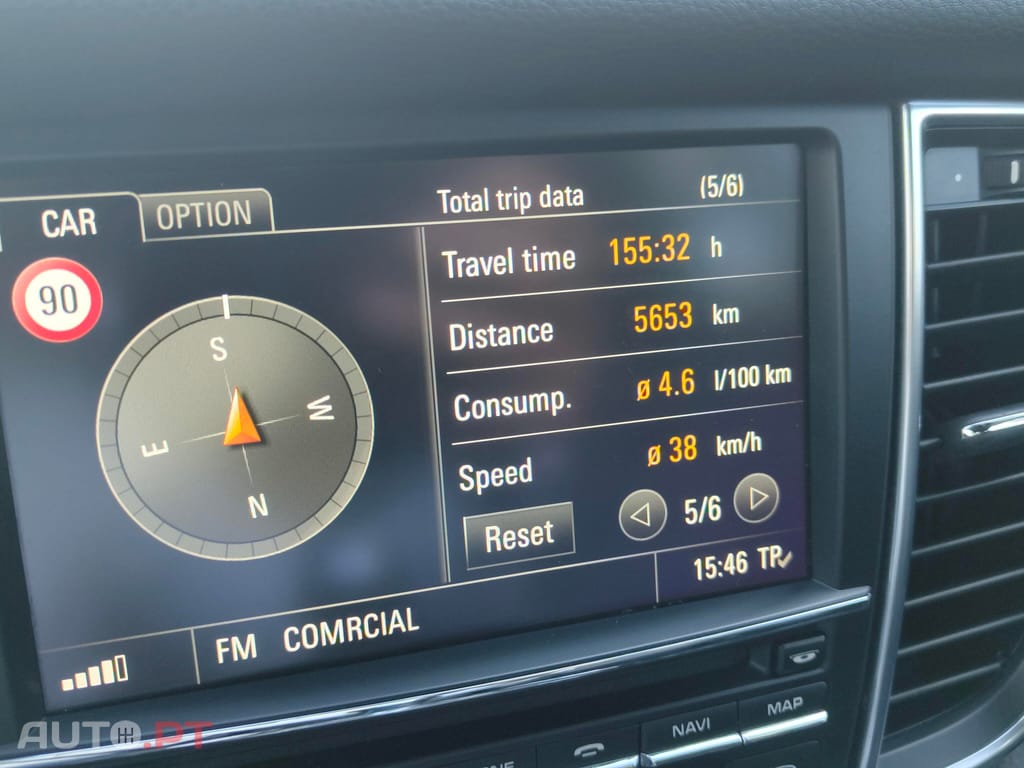 CAR
OPTION
Total trip data (5/6)
90
Travel time 155:32 h
Distance 5653 km
Consump. ø 4.6 l/100 km
Speed ø 38 km/h
Reset
5/6
S
W
E
N
15:46 TP
FM COMRCIAL
NAVI
MAP
AUTO.PT